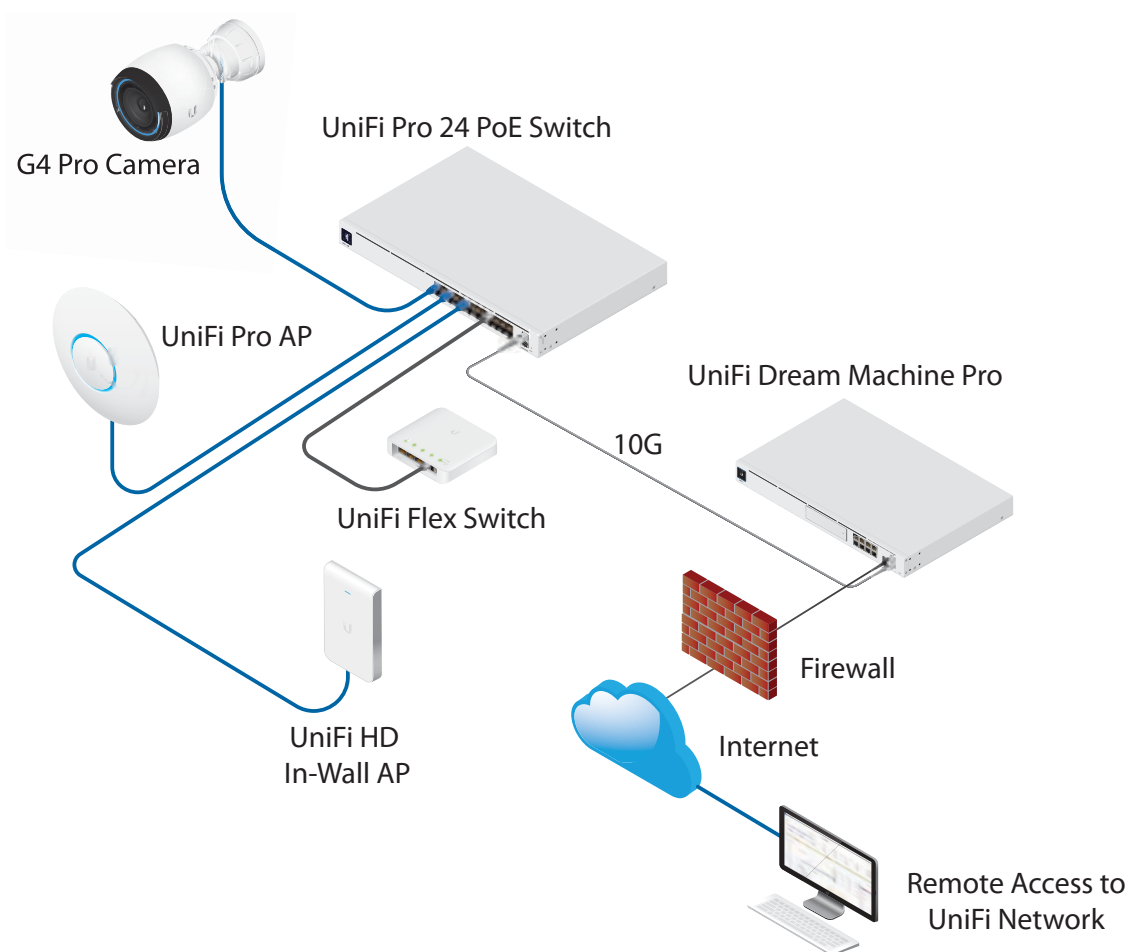 UniFi Pro 24 PoE Switch
G4 Pro Camera
UniFi Pro AP
UniFi Dream Machine Pro
10G
UniFi Flex Switch
Firewall
UniFi HD
In-Wall AP
Internet
Remote Access to
UniFi Network